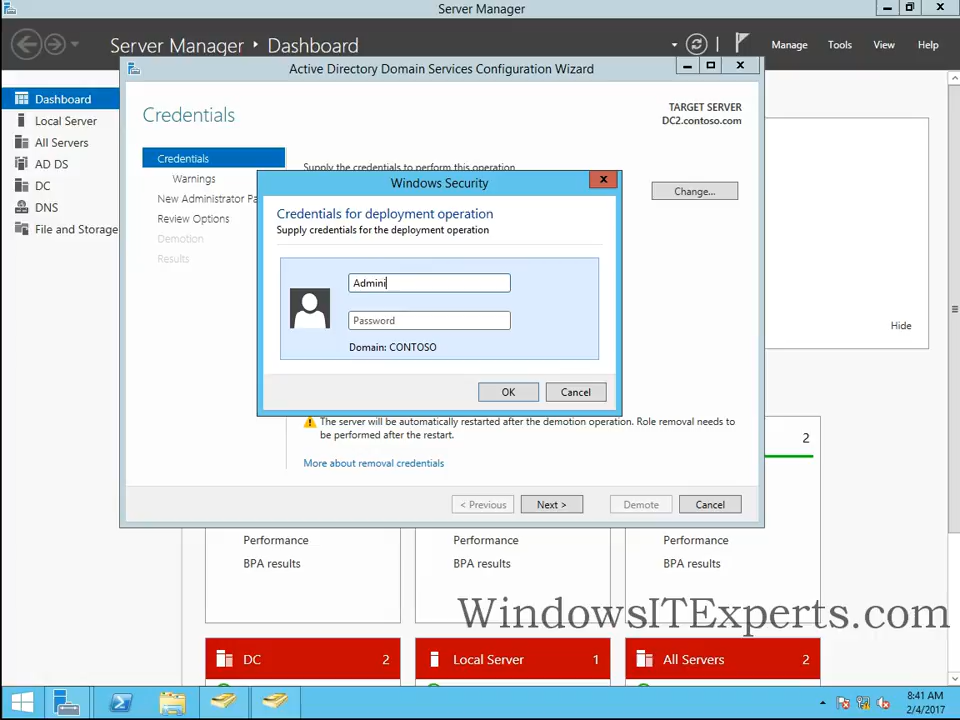 Server Manager
Server Manager ‣ Dashboard
Manage
Tools
View
Help
Active Directory Domain Services Configuration Wizard
Dashboard
Local Server
All Servers
AD DS
DC
DNS
File and Storage
Credentials
TARGET SERVER
DC2.contoso.com
Credentials
Warnings
New Administrator Pa
Review Options
Demotion
Results
Supply the credentials to perform this operation
Change...
Windows Security
Credentials for deployment operation
Supply credentials for the deployment operation
Admini
Password
Domain: CONTOSO
OK
Cancel
Hide
The server will be automatically restarted after the demotion operation. Role removal needs to
be performed after the restart.
More about removal credentials
< Previous
Next >
Demote
Cancel
2
Performance
BPA results
Performance
BPA results
Performance
BPA results
WindowsITExperts.com
DC 2
Local Server 1
All Servers 2
8:41 AM
2/4/2017